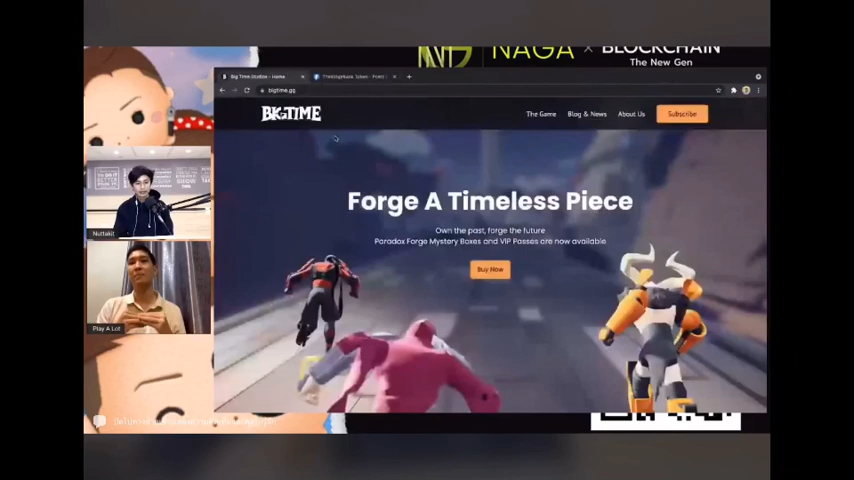 NAGA × BLOCKCHAIN
The New Gen
Big Time Studios - Home
bigtime.gg
BIGTIME
The Game
Blog & News
About Us
Subscribe
Forge A Timeless Piece
Own the past, forge the future
Paradox Forge Mystery Boxes and VIP Passes are now available
Buy Now
Nuttakit
Play A Lot